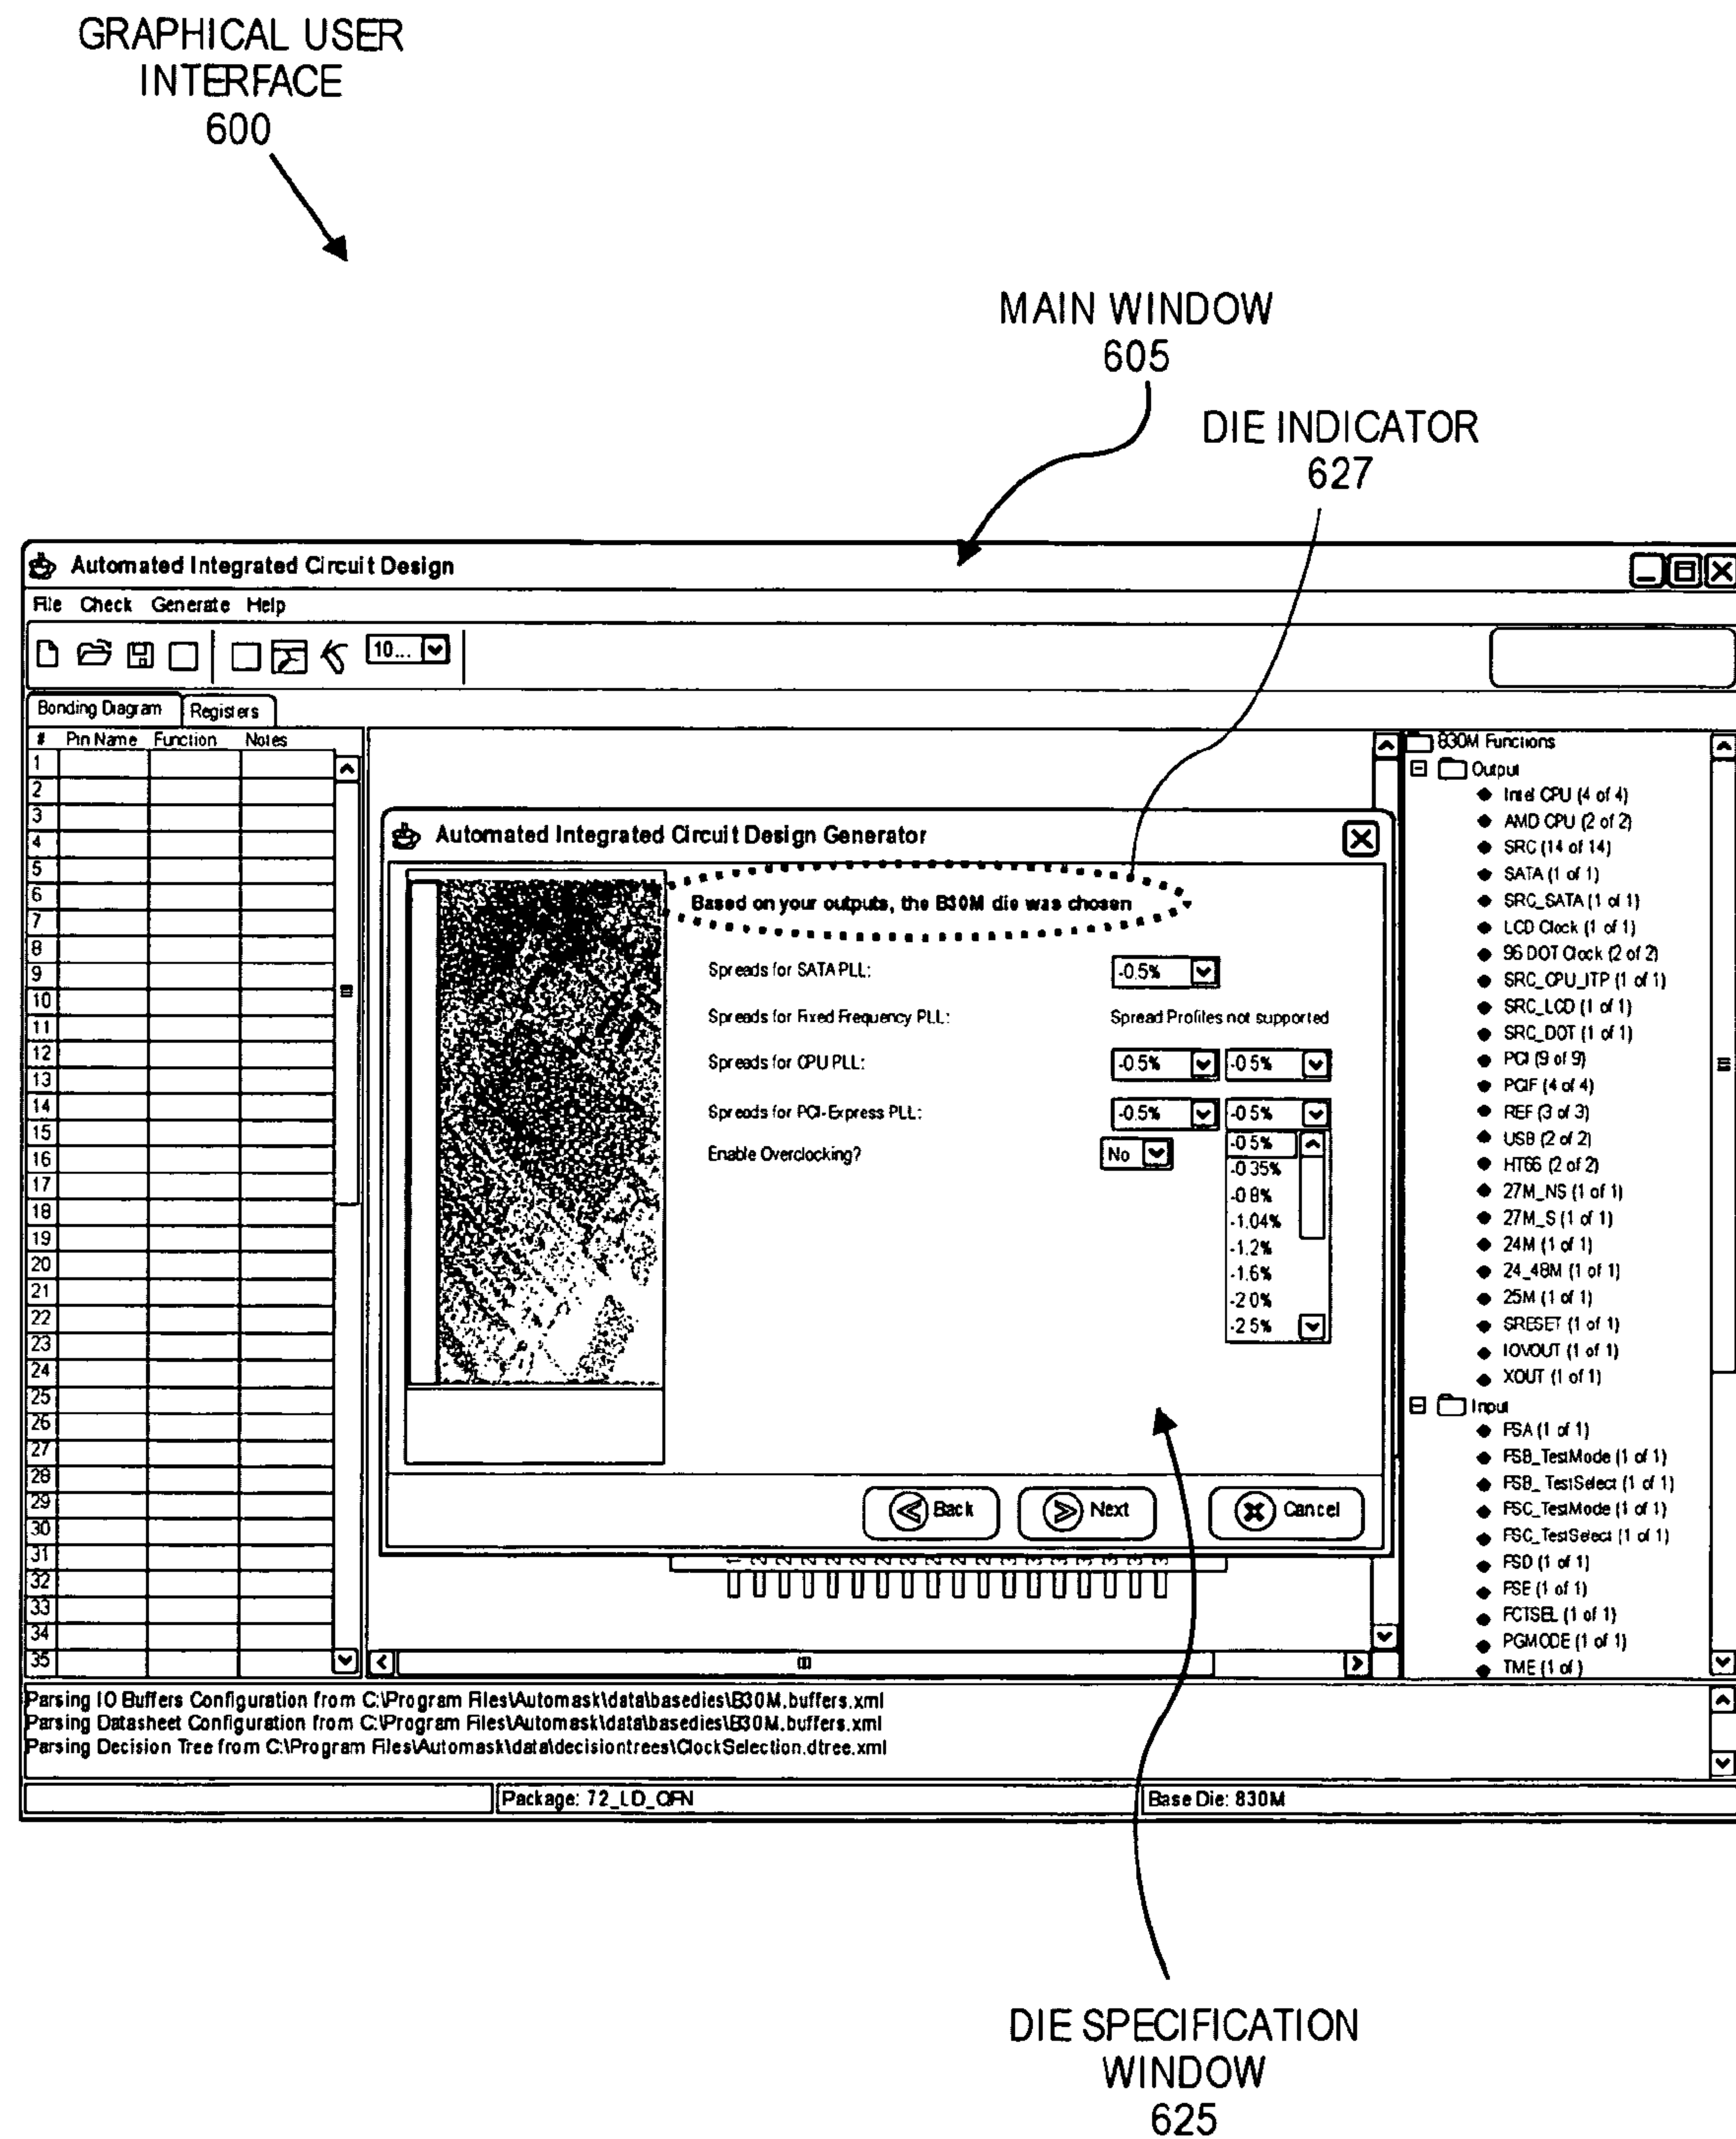 GRAPHICAL USER
INTERFACE
600
MAIN WINDOW
605
DIE INDICATOR
627
Automated Integrated Circuit Design
File Check Generate Help
10...
Bonding Diagram Registers
# Pin Name Function Notes
1
2
3
4
5
6
7
8
9
10
11
12
13
14
15
16
17
18
19
20
21
22
23
24
25
26
27
28
29
30
31
32
33
34
35
Automated Integrated Circuit Design Generator
Based on your outputs, the B30M die was chosen
Spreads for SATA PLL: -0.5%
Spreads for Fixed Frequency PLL: Spread Profiles not supported
Spreads for CPU PLL: -0.5% -0.5%
Spreads for PCI-Express PLL: -0.5% -0.5%
Enable Overclocking? No
-0.5%
-0.35%
-0.8%
-1.04%
-1.2%
-1.6%
-2.0%
-2.5%
Back Next Cancel
830M Functions
Output
Intel CPU (4 of 4)
AMD CPU (2 of 2)
SRC (14 of 14)
SATA (1 of 1)
SRC_SATA (1 of 1)
LCD Clock (1 of 1)
96 DOT Clock (2 of 2)
SRC_CPU_ITP (1 of 1)
SRC_LCD (1 of 1)
SRC_DOT (1 of 1)
PCI (9 of 9)
PCIF (4 of 4)
REF (3 of 3)
USB (2 of 2)
HT66 (2 of 2)
27M_NS (1 of 1)
27M_S (1 of 1)
24M (1 of 1)
24_48M (1 of 1)
25M (1 of 1)
SRESET (1 of 1)
IOVOUT (1 of 1)
XOUT (1 of 1)
Input
FSA (1 of 1)
FSB_TestMode (1 of 1)
FSB_ TestSelect (1 of 1)
FSC_TestMode (1 of 1)
FSC_TestSelect (1 of 1)
FSD (1 of 1)
FSE (1 of 1)
FCTSEL (1 of 1)
PGMODE (1 of 1)
TME (1 of )
Parsing IO Buffers Configuration from C:\Program Files\Automask\data\basedies\B30M.buffers.xml
Parsing Datasheet Configuration from C:\Program Files\Automask\data\basedies\B30M.buffers.xml
Parsing Decision Tree from C:\Program Files\Automask\data\decisiontrees\ClockSelection.dtree.xml
Package: 72_LD_QFN
Base Die: 830M
DIE SPECIFICATION
WINDOW
625